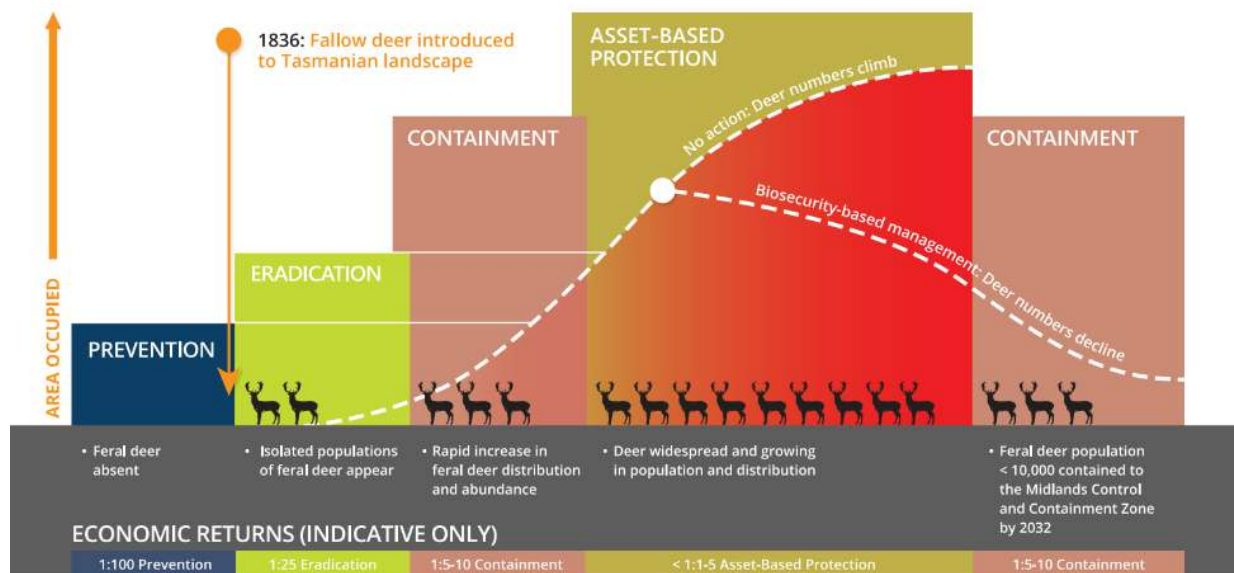 1836: Fallow deer introduced
to Tasmanian landscape
AREA OCCUPIED
PREVENTION
ERADICATION
CONTAINMENT
ASSET-BASED
PROTECTION
No action: Deer numbers climb
Biosecurity-based management: Deer numbers decline
CONTAINMENT
• Feral deer
absent
• Isolated populations
of feral deer appear
• Rapid increase in
feral deer distribution
and abundance
• Deer widespread and growing
in population and distribution
• Feral deer population
< 10,000 contained to
the Midlands Control
and Containment Zone
by 2032
ECONOMIC RETURNS (INDICATIVE ONLY)
1:100 Prevention
1:25 Eradication
1:5-10 Containment
< 1:1-5 Asset-Based Protection
1:5-10 Containment